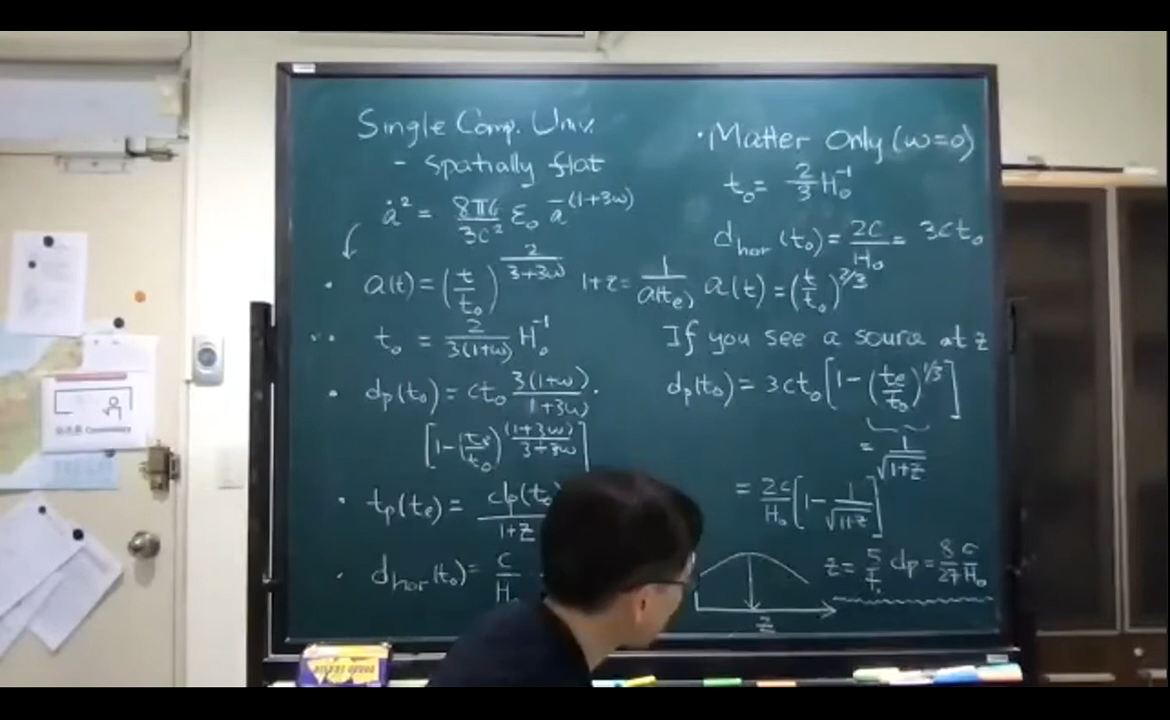 Single Comp. Univ.
- spatially flat
ȧ² = 8πG/3c² ε₀ a^-(1+3w)
· a(t) = (t/t₀)^2/(3+3w) 1+z = 1/a(te)
t₀ = 2/3(1+w) H₀⁻¹
· dp(t₀) = ct₀ 3(1+w)/1+3w ·
[1-(te/t₀)^(1+3w)/3+3w]
· tp(te) = dp(t₀)/1+z
· dhor(t₀) = c/H
· Matter Only (w=0)
t₀ = 2/3 H₀⁻¹
dhor(t₀) = 2c/H₀ = 3ct₀
a(t) = (t/t₀)^2/3
If you see a source at z
dp(t₀) = 3ct₀ [1-(te/t₀)^1/3]
= 1/√1+z
= 2c/H₀ [1 - 1/√1+z]
z = 5/4 dp = 8/27 c/H₀
z